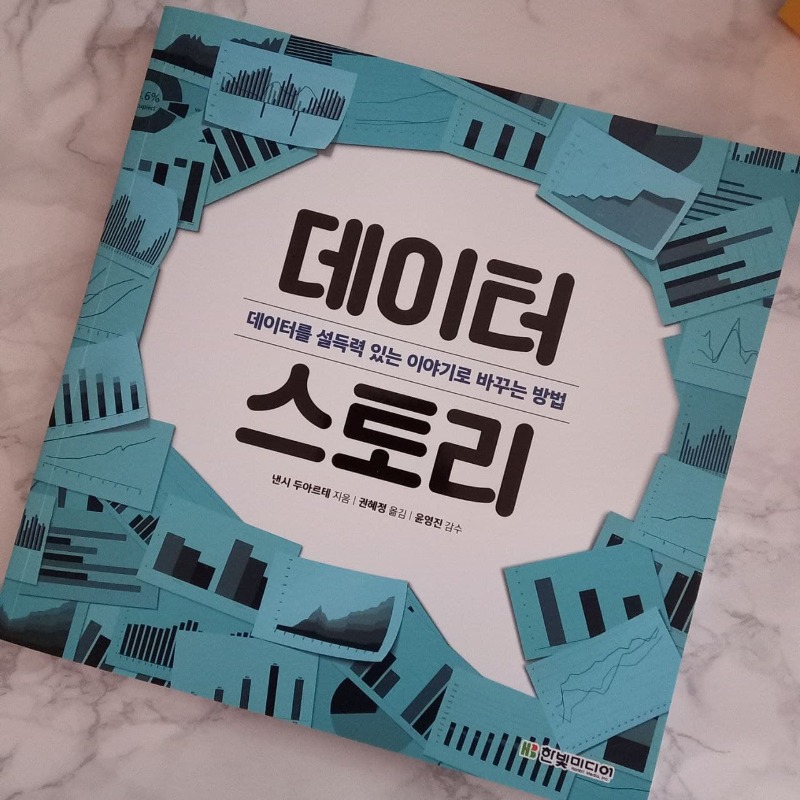 데이터
데이터를 설득력 있는 이야기로 바꾸는 방법
스토리
낸시 두아르테 지음 | 권혜정 옮김 | 윤영진 감수
HB 한빛미디어